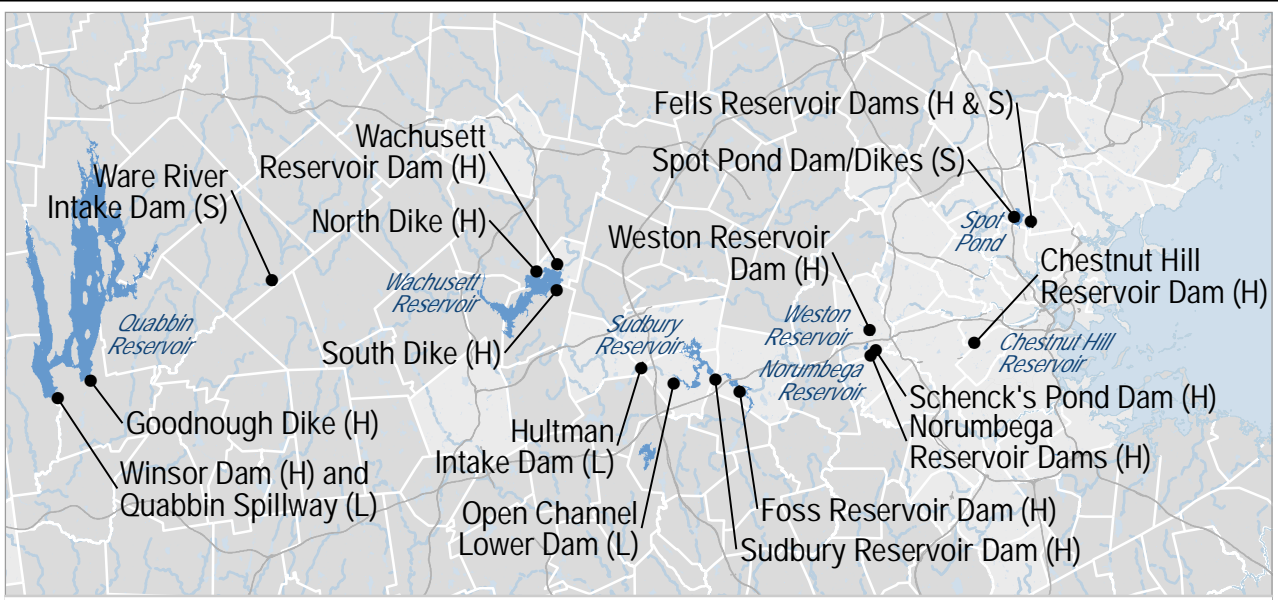 Fells Reservoir Dams (H & S)
Wachusett
Reservoir Dam (H)
Spot Pond Dam/Dikes (S)
Ware River
Intake Dam (S)
North Dike (H)
Spot
Pond
Weston Reservoir
Dam (H)
Chestnut Hill
Reservoir Dam (H)
Wachusett
Reservoir
Quabbin
Reservoir
Sudbury
Reservoir
Weston
Reservoir
Chestnut Hill
Reservoir
South Dike (H)
Norumbega
Reservoir
Schenck's Pond Dam (H)
Norumbega
Reservoir Dams (H)
Goodnough Dike (H)
Hultman
Intake Dam (L)
Winsor Dam (H) and
Quabbin Spillway (L)
Open Channel
Lower Dam (L)
Foss Reservoir Dam (H)
Sudbury Reservoir Dam (H)